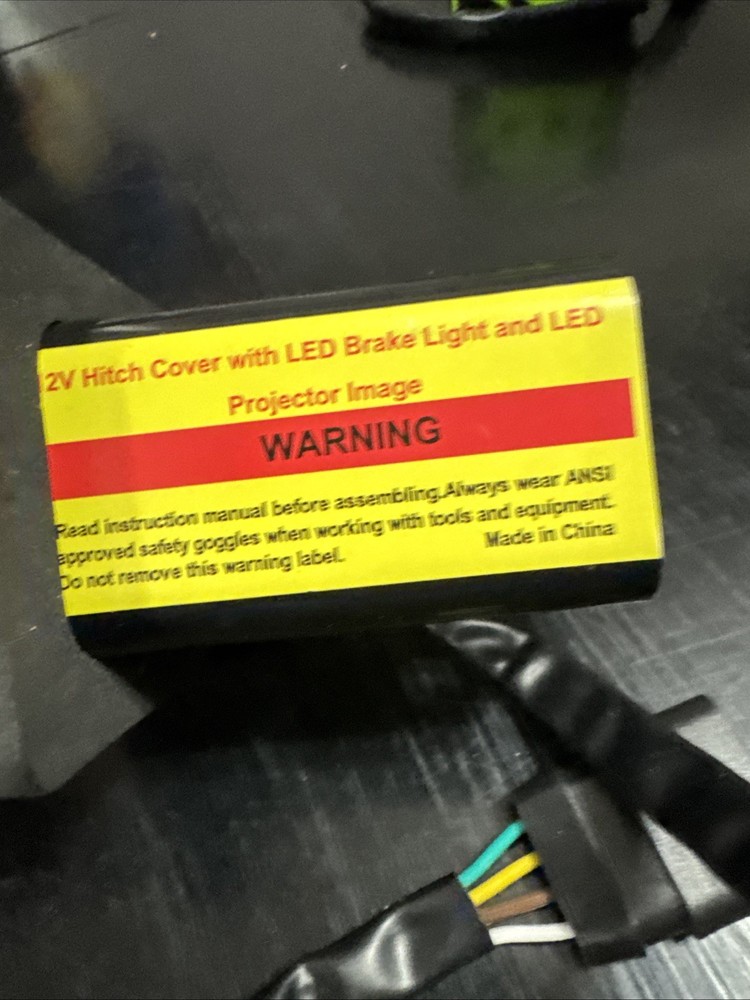 12V Hitch Cover with LED Brake Light and LED
Projector Image
WARNING
Read instruction manual before assembling.Always wear ANSI
approved safety goggles when working with tools and equipment.
Do not remove this warning label.
Made in China